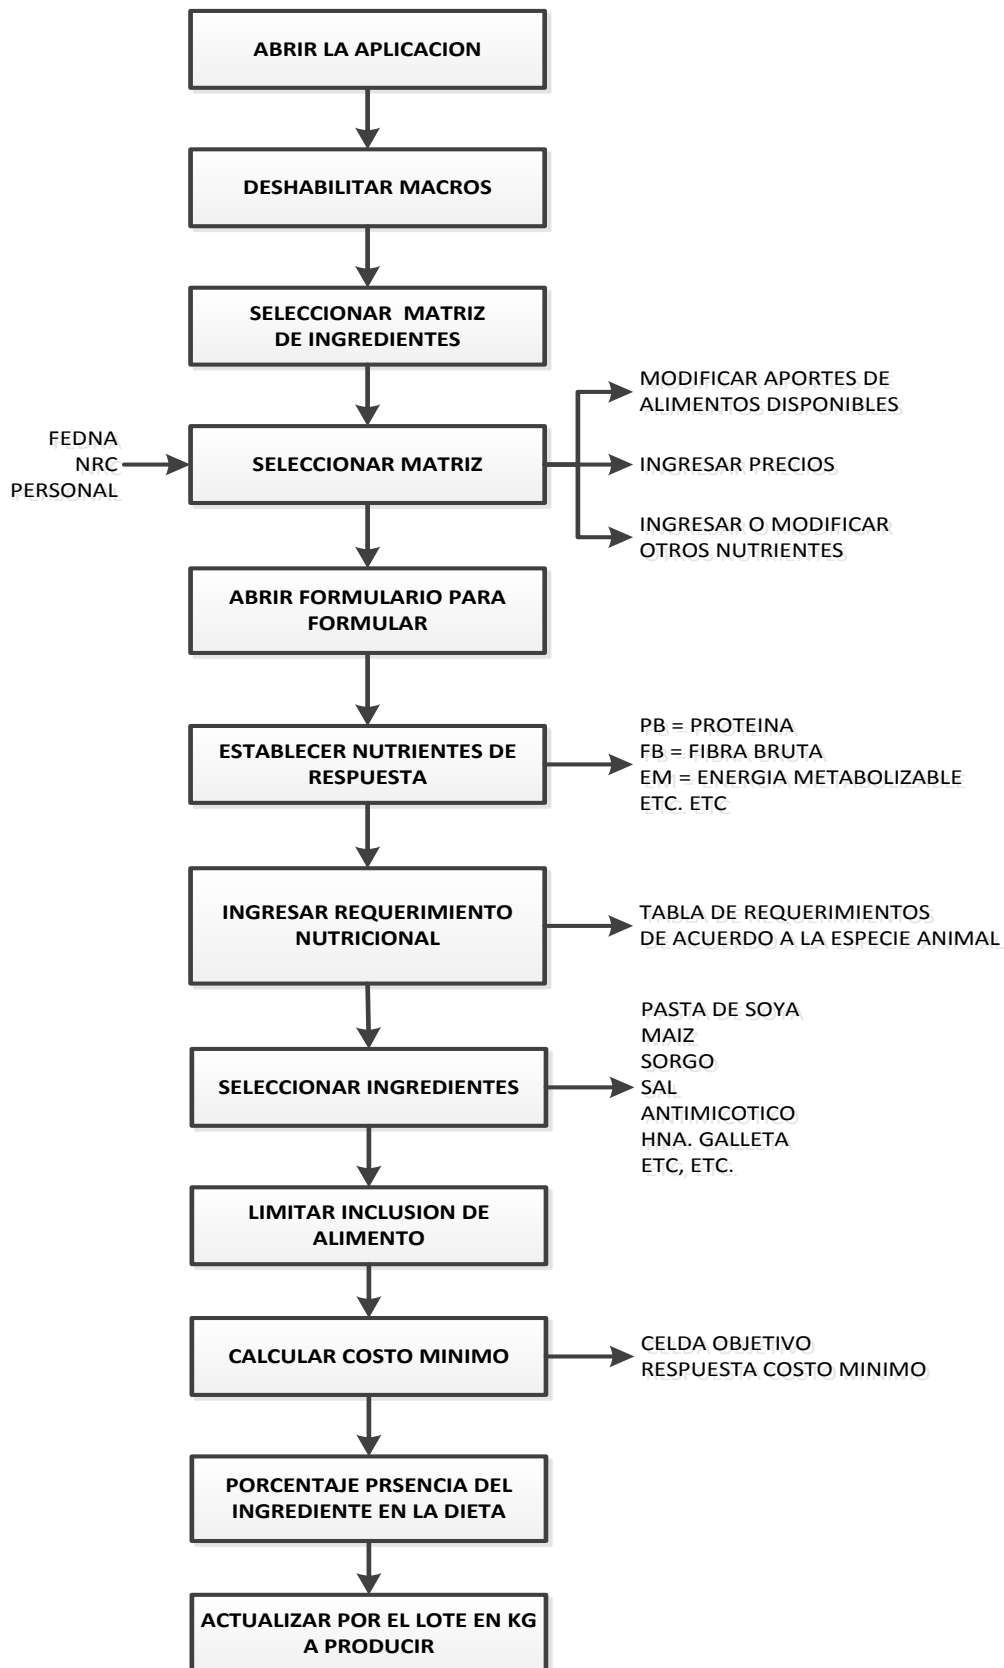 ABRIR LA APLICACION
DESHABILITAR MACROS
SELECCIONAR MATRIZ
DE INGREDIENTES
MODIFICAR APORTES DE
ALIMENTOS DISPONIBLES
FEDNA
NRC
PERSONAL
SELECCIONAR MATRIZ
INGRESAR PRECIOS
INGRESAR O MODIFICAR
OTROS NUTRIENTES
ABRIR FORMULARIO PARA
FORMULAR
ESTABLECER NUTRIENTES DE
RESPUESTA
PB = PROTEINA
FB = FIBRA BRUTA
EM = ENERGIA METABOLIZABLE
ETC. ETC
INGRESAR REQUERIMIENTO
NUTRICIONAL
TABLA DE REQUERIMIENTOS
DE ACUERDO A LA ESPECIE ANIMAL
SELECCIONAR INGREDIENTES
PASTA DE SOYA
MAIZ
SORGO
SAL
ANTIMICOTICO
HNA. GALLETA
ETC, ETC.
LIMITAR INCLUSION DE
ALIMENTO
CALCULAR COSTO MINIMO
CELDA OBJETIVO
RESPUESTA COSTO MINIMO
PORCENTAJE PRSENCIA DEL
INGREDIENTE EN LA DIETA
ACTUALIZAR POR EL LOTE EN KG
A PRODUCIR